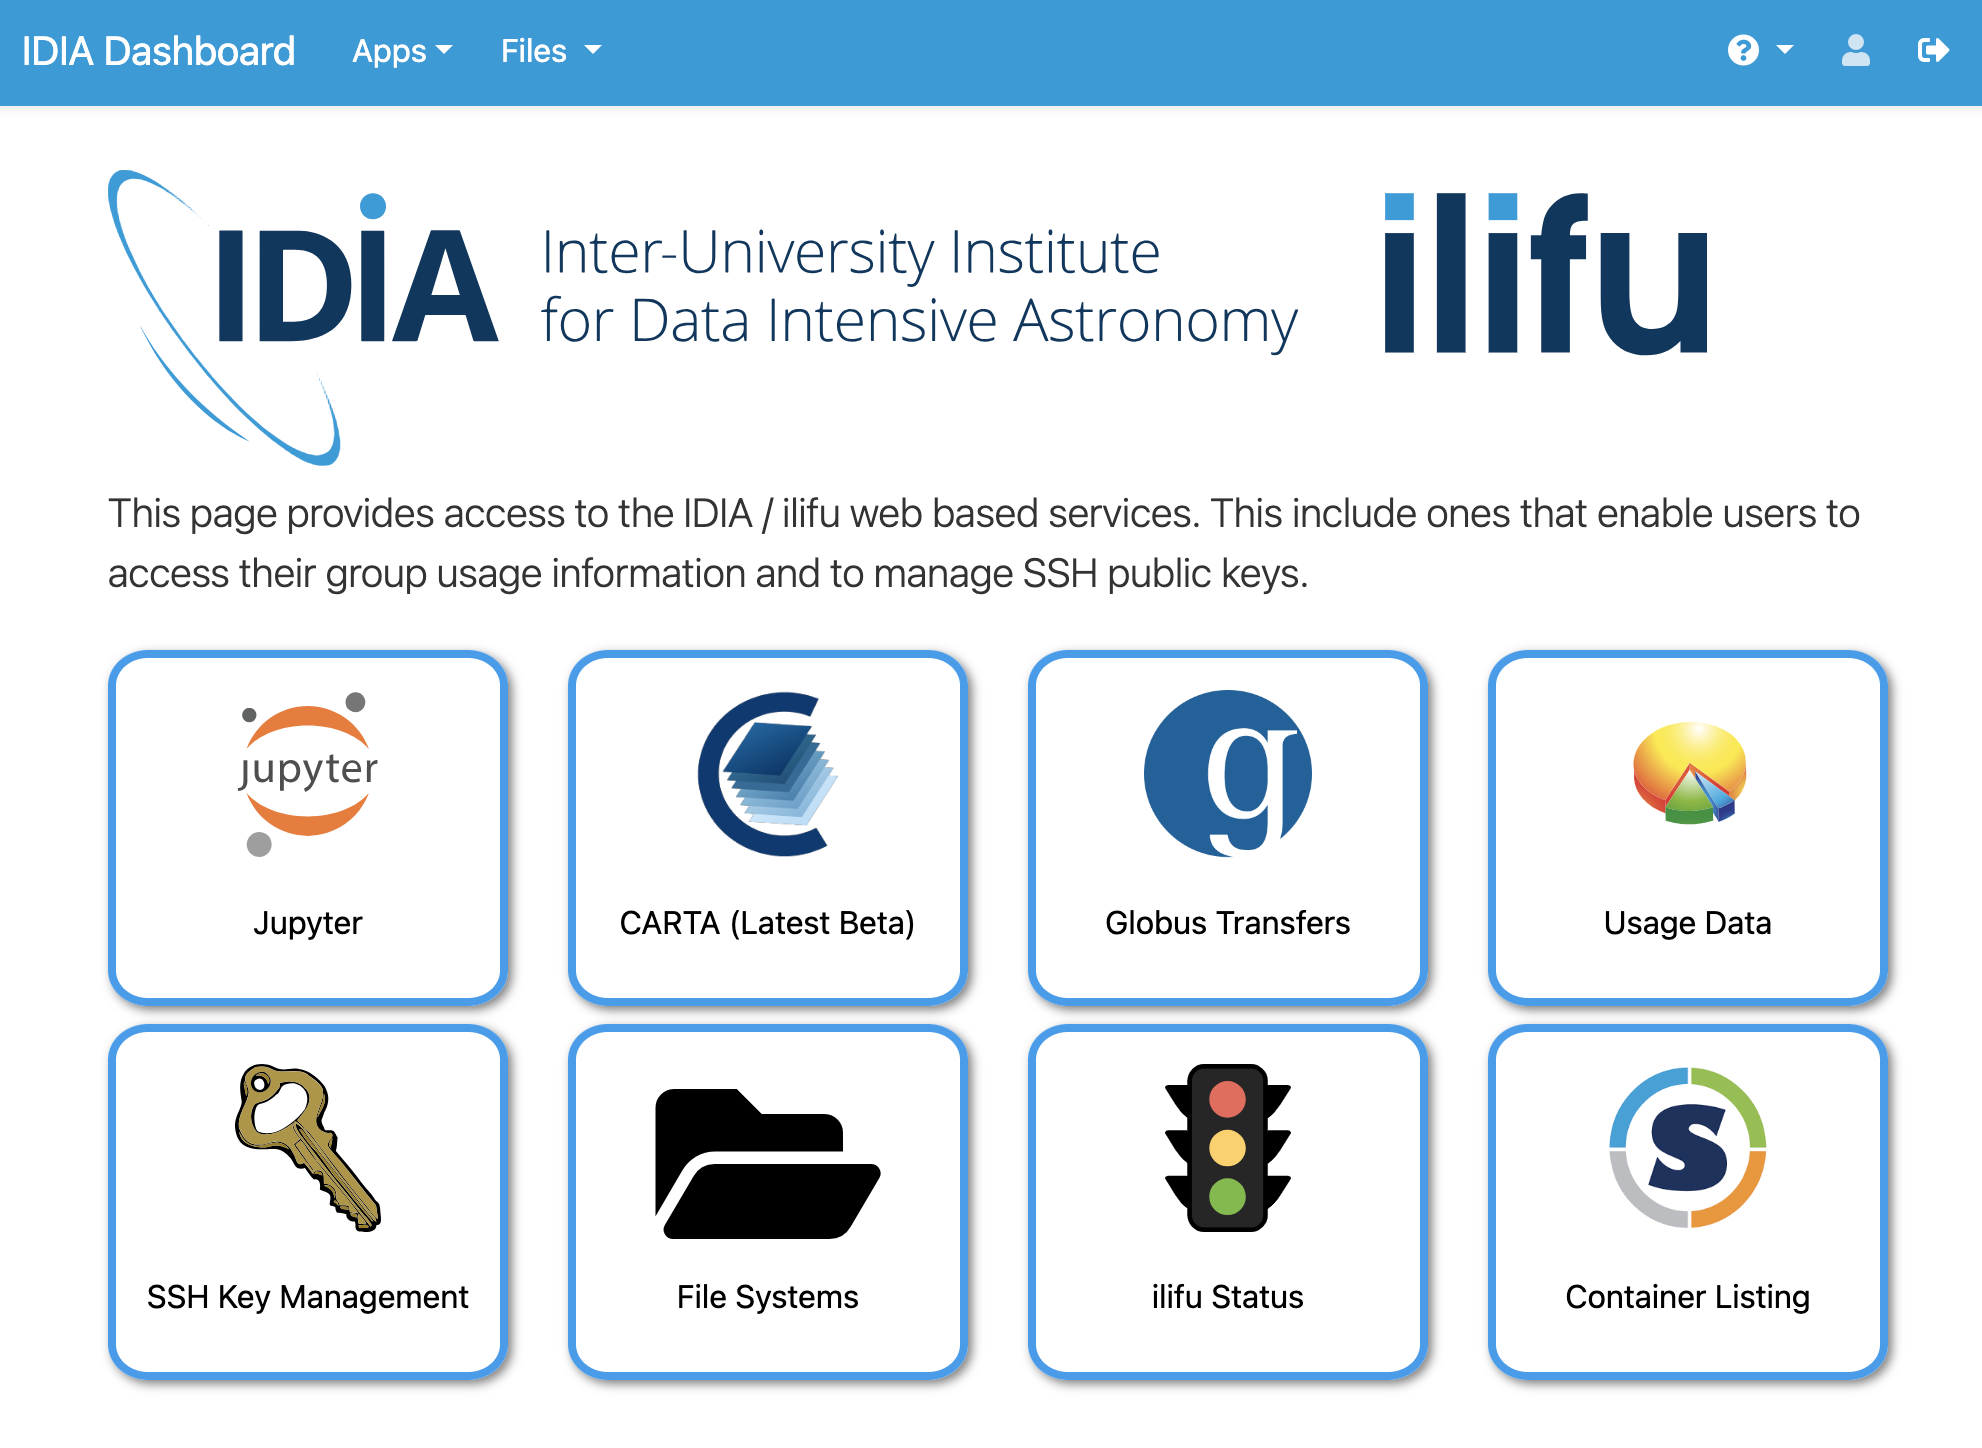 IDIA Dashboard Apps Files
IDiA
Inter-University Institute
for Data Intensive Astronomy
ilifu
This page provides access to the IDIA / ilifu web based services. This include ones that enable users to
access their group usage information and to manage SSH public keys.
jupyter
g
Jupyter
CARTA (Latest Beta)
Globus Transfers
Usage Data
S
SSH Key Management
File Systems
ilifu Status
Container Listing